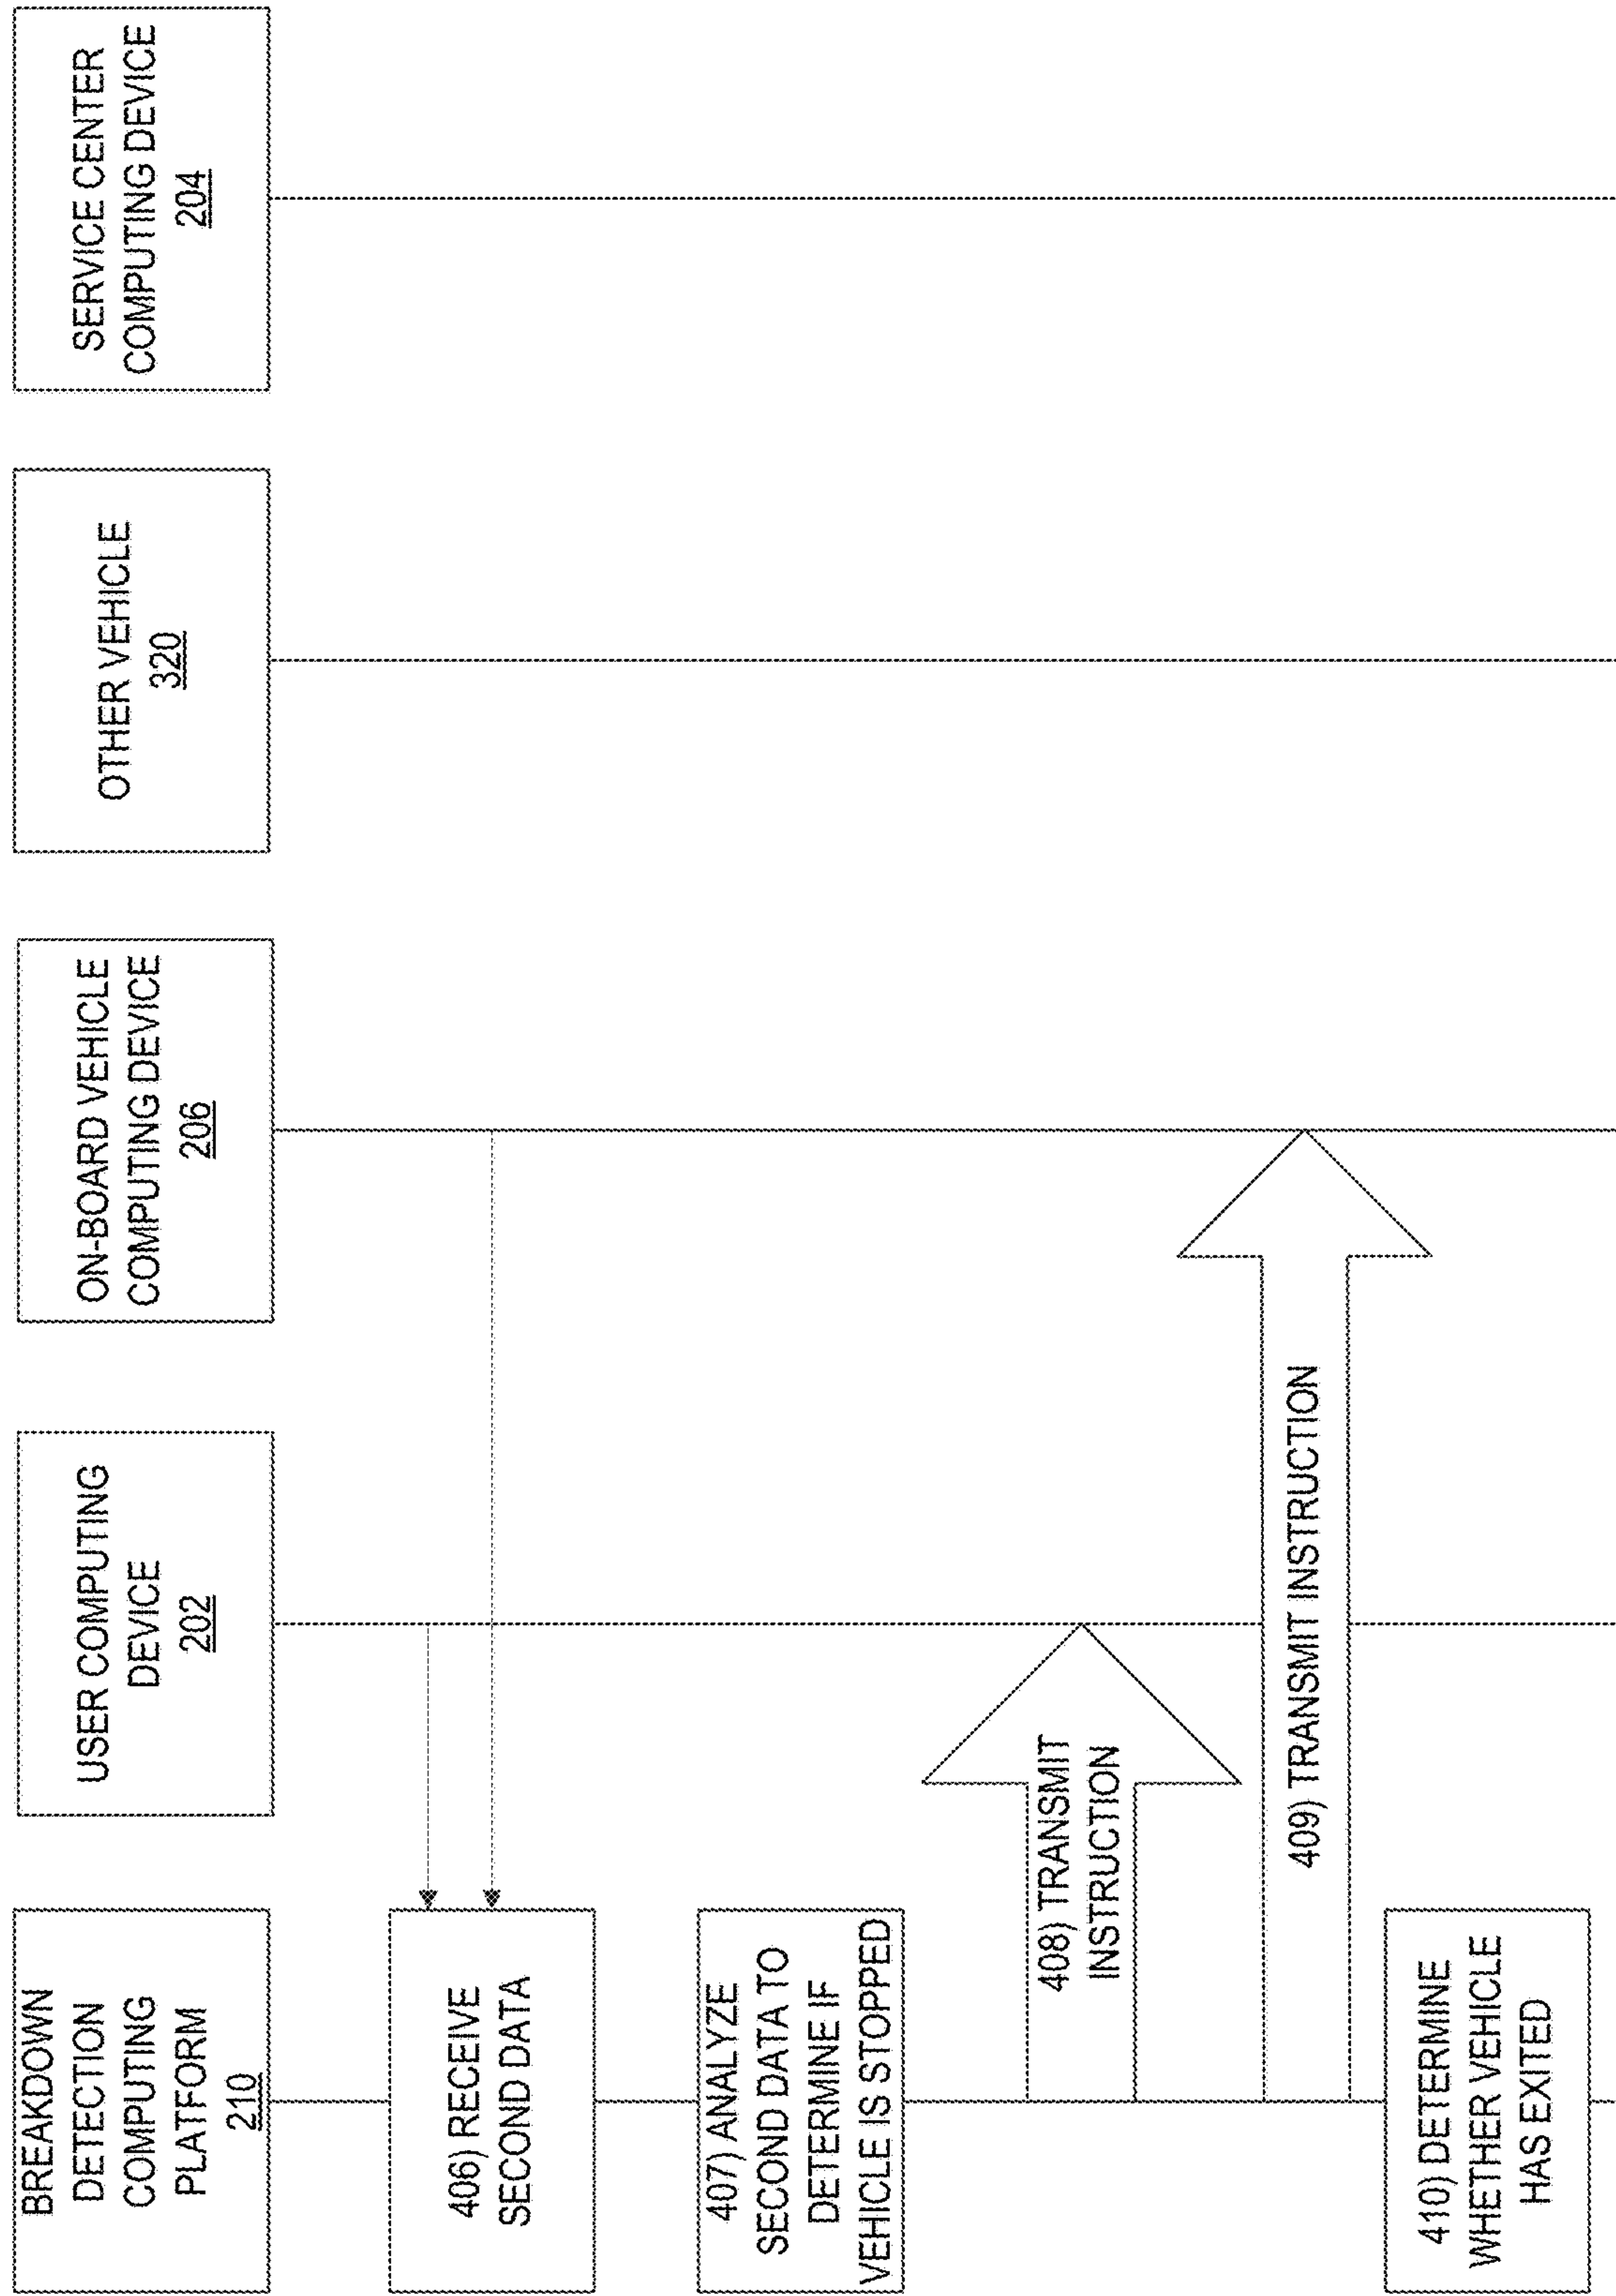 BREAKDOWN
DETECTION
COMPUTING
PLATFORM
210
USER COMPUTING
DEVICE
202
ON-BOARD VEHICLE
COMPUTING DEVICE
206
OTHER VEHICLE
320
SERVICE CENTER
COMPUTING DEVICE
204
406) RECEIVE
SECOND DATA
407) ANALYZE
SECOND DATA TO
DETERMINE IF
VEHICLE IS STOPPED
408) TRANSMIT
INSTRUCTION
409) TRANSMIT INSTRUCTION
410) DETERMINE
WHETHER VEHICLE
HAS EXITED